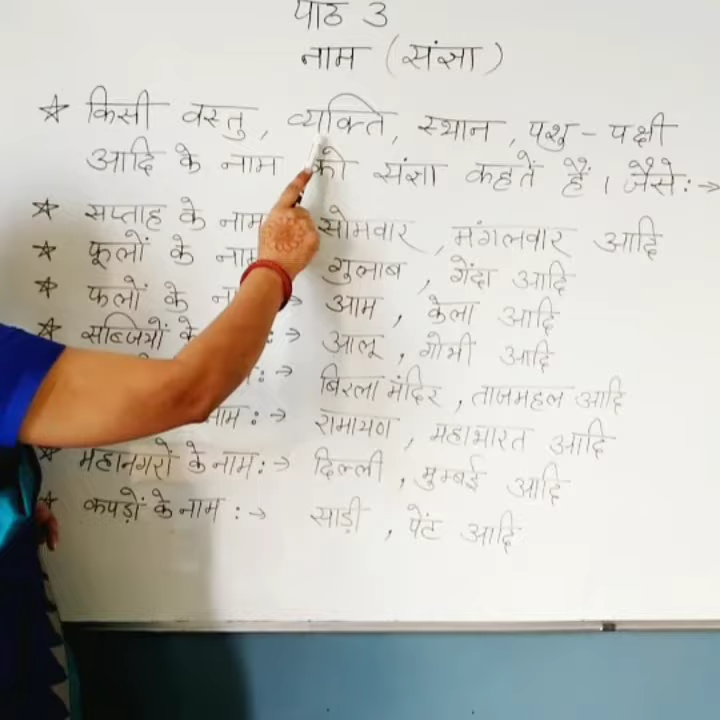 पाठ 3
नाम (संज्ञा)
☆ किसी वस्तु, व्यक्ति, स्थान, पशु - पक्षी
आदि के नाम को संज्ञा कहतें हैं। जैसे:→
☆ सप्ताह के नाम सोमवार, मंगलवार आदि
☆ फूलों के नाम गुलाब, गेंदा आदि
☆ फलों के → आम, केला आदि
☆ सब्जियों के :→ आलू, गोभी आदि
:→ बिरला मंदिर, ताजमहल आदि
नाम :→ रामायण, महाभारत आदि
☆ महानगरों के नाम:→ दिल्ली, मुम्बई आदि
☆ कपड़ों के नाम :→ साड़ी, पेंट आदि